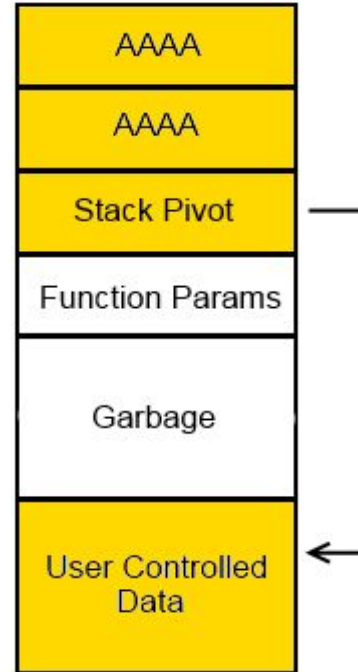 AAAA
AAAA
Stack Pivot
Function Params
Garbage
User Controlled
Data